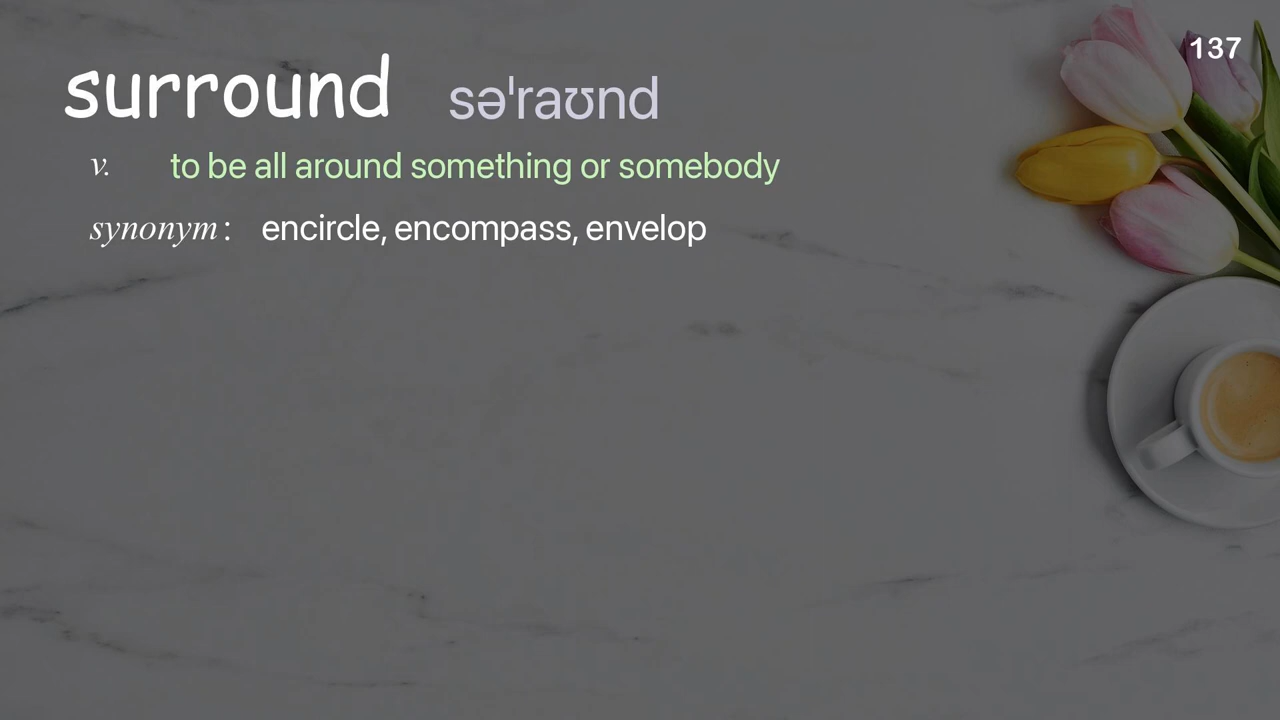 137
surround səˈraʊnd
v. to be all around something or somebody
synonym: encircle, encompass, envelop